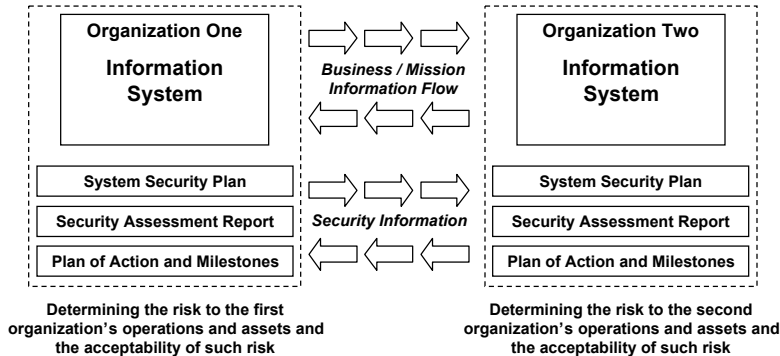 Organization One
Information
System
System Security Plan
Security Assessment Report
Plan of Action and Milestones
Determining the risk to the first
organization’s operations and assets and
the acceptability of such risk
Business / Mission
Information Flow
Security Information
Organization Two
Information
System
System Security Plan
Security Assessment Report
Plan of Action and Milestones
Determining the risk to the second
organization’s operations and assets and
the acceptability of such risk